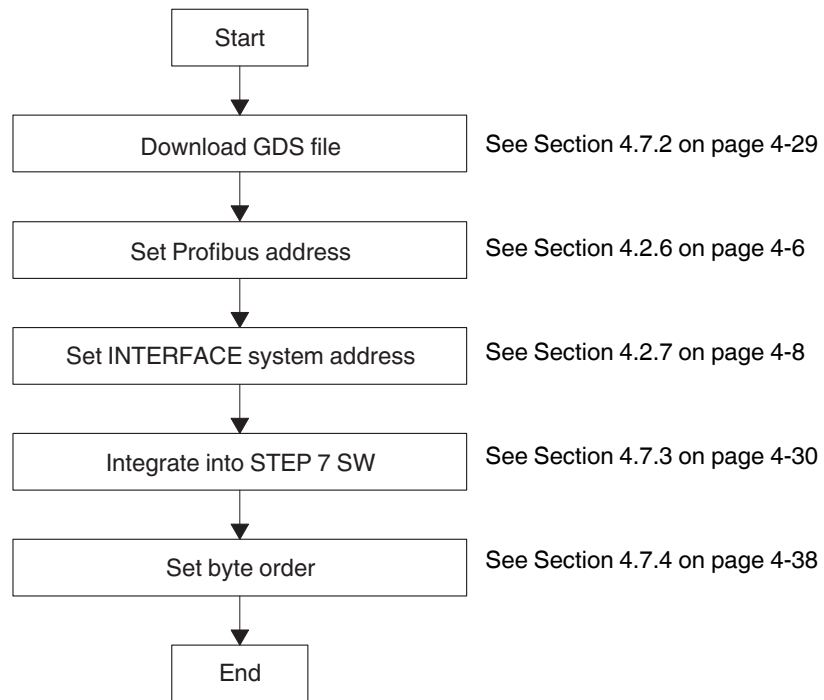 Start
Download GDS file
See Section 4.7.2 on page 4-29
Set Profibus address
See Section 4.2.6 on page 4-6
Set INTERFACE system address
See Section 4.2.7 on page 4-8
Integrate into STEP 7 SW
See Section 4.7.3 on page 4-30
Set byte order
See Section 4.7.4 on page 4-38
End